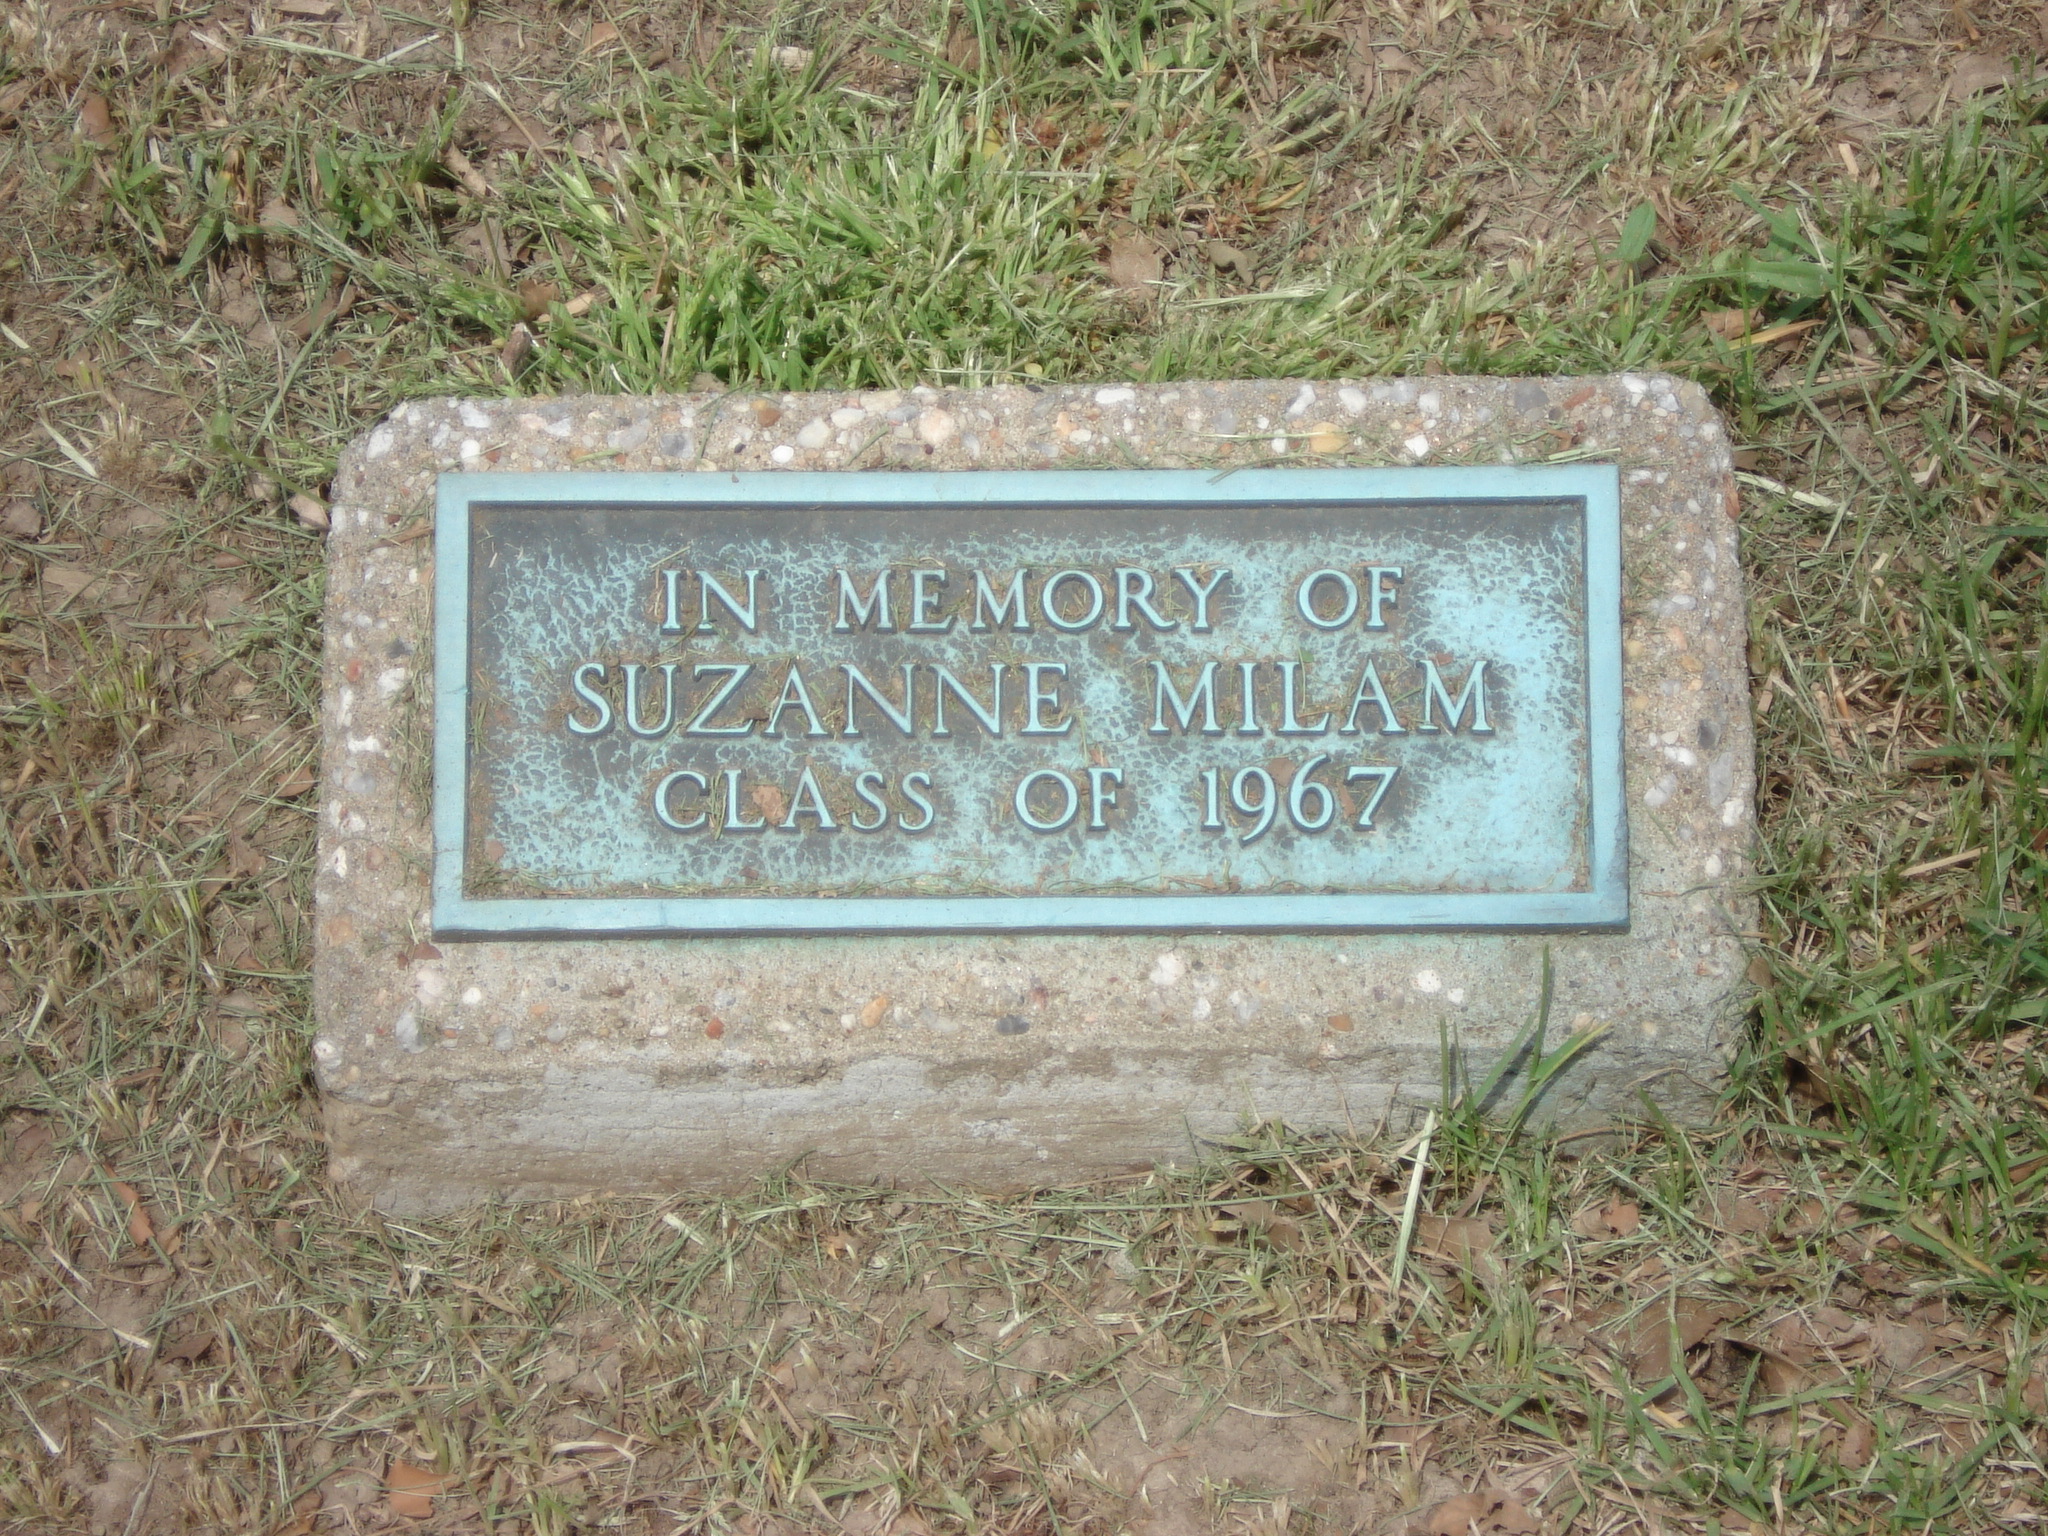 IN MEMORY OF
SUZANNE MILAM
CLASS OF 1967